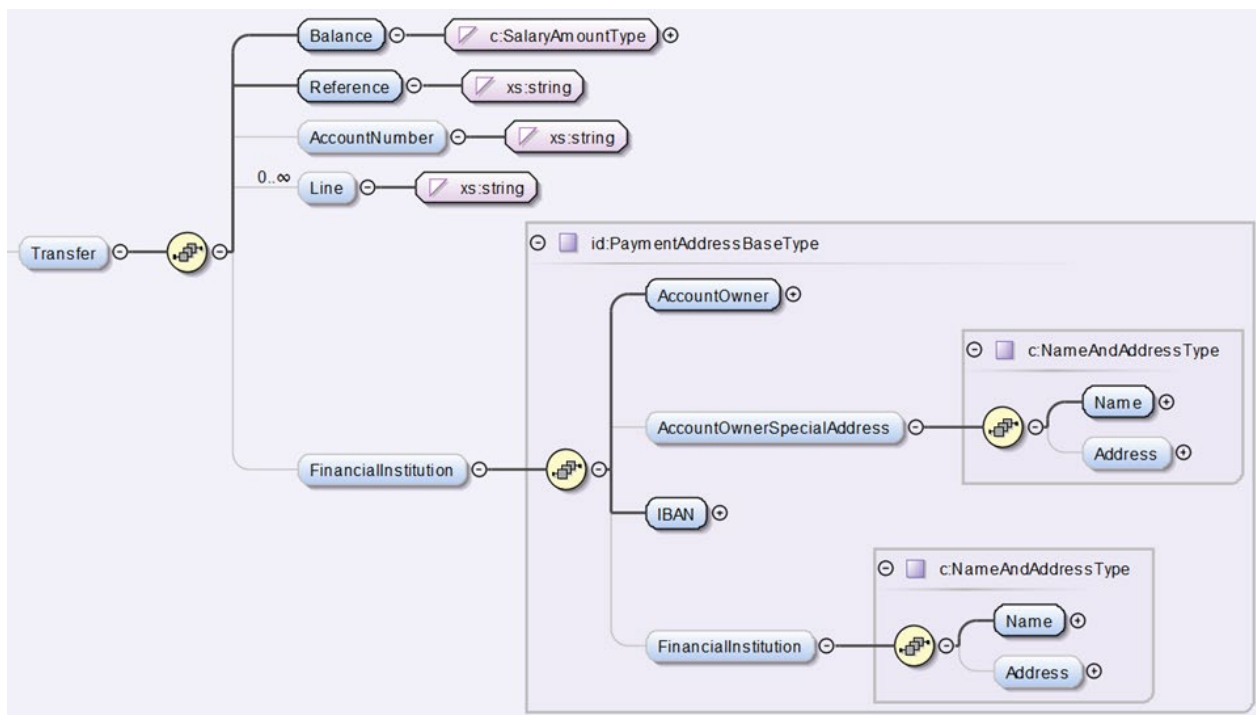 Balance
c:SalaryAmountType
Reference
xs:string
AccountNumber
xs:string
0..∞
Line
xs:string
Transfer
id:PaymentAddressBaseType
AccountOwner
c:NameAndAddressType
Name
AccountOwnerSpecialAddress
Address
FinancialInstitution
IBAN
c:NameAndAddressType
Name
FinancialInstitution
Address